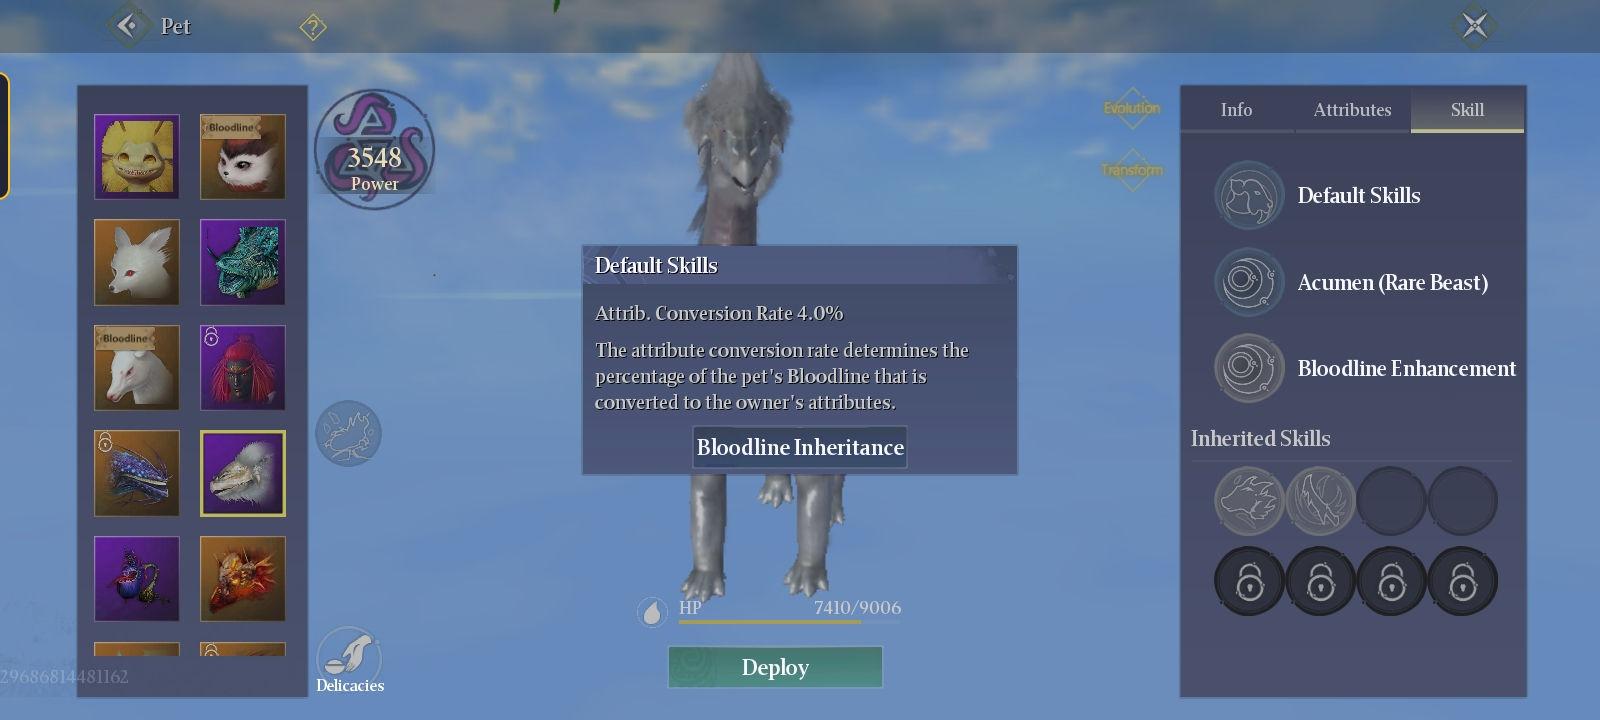 Pet
?
Bloodline
Bloodline
3548
Power
Evolution
Transform
Info
Attributes
Skill
Default Skills
Acumen (Rare Beast)
Bloodline Enhancement
Inherited Skills
Default Skills
Attrib. Conversion Rate 4.0%
The attribute conversion rate determines the
percentage of the pet's Bloodline that is
converted to the owner's attributes.
Bloodline Inheritance
HP
7410/9006
Deploy
Delicacies
29686814481162